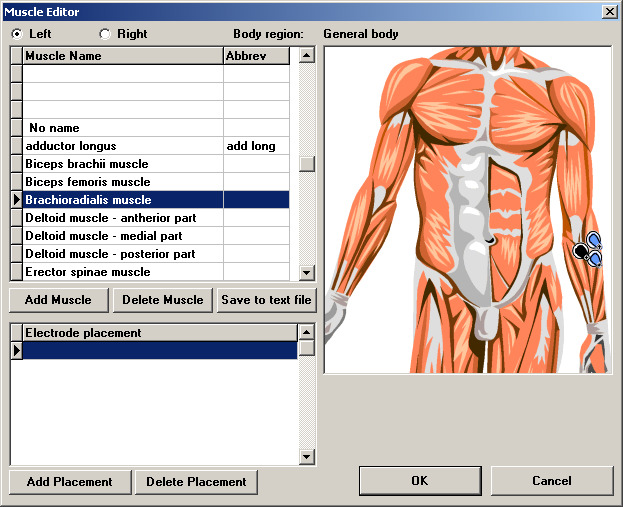 Muscle Editor
Left Right Body region: General body
Muscle Name Abbrev
No name
adductor longus add long
Biceps brachii muscle
Biceps femoris muscle
Brachioradialis muscle
Deltoid muscle - antherior part
Deltoid muscle - medial part
Deltoid muscle - posterior part
Erector spinae muscle
Add Muscle Delete Muscle Save to text file
Electrode placement
Add Placement Delete Placement OK Cancel